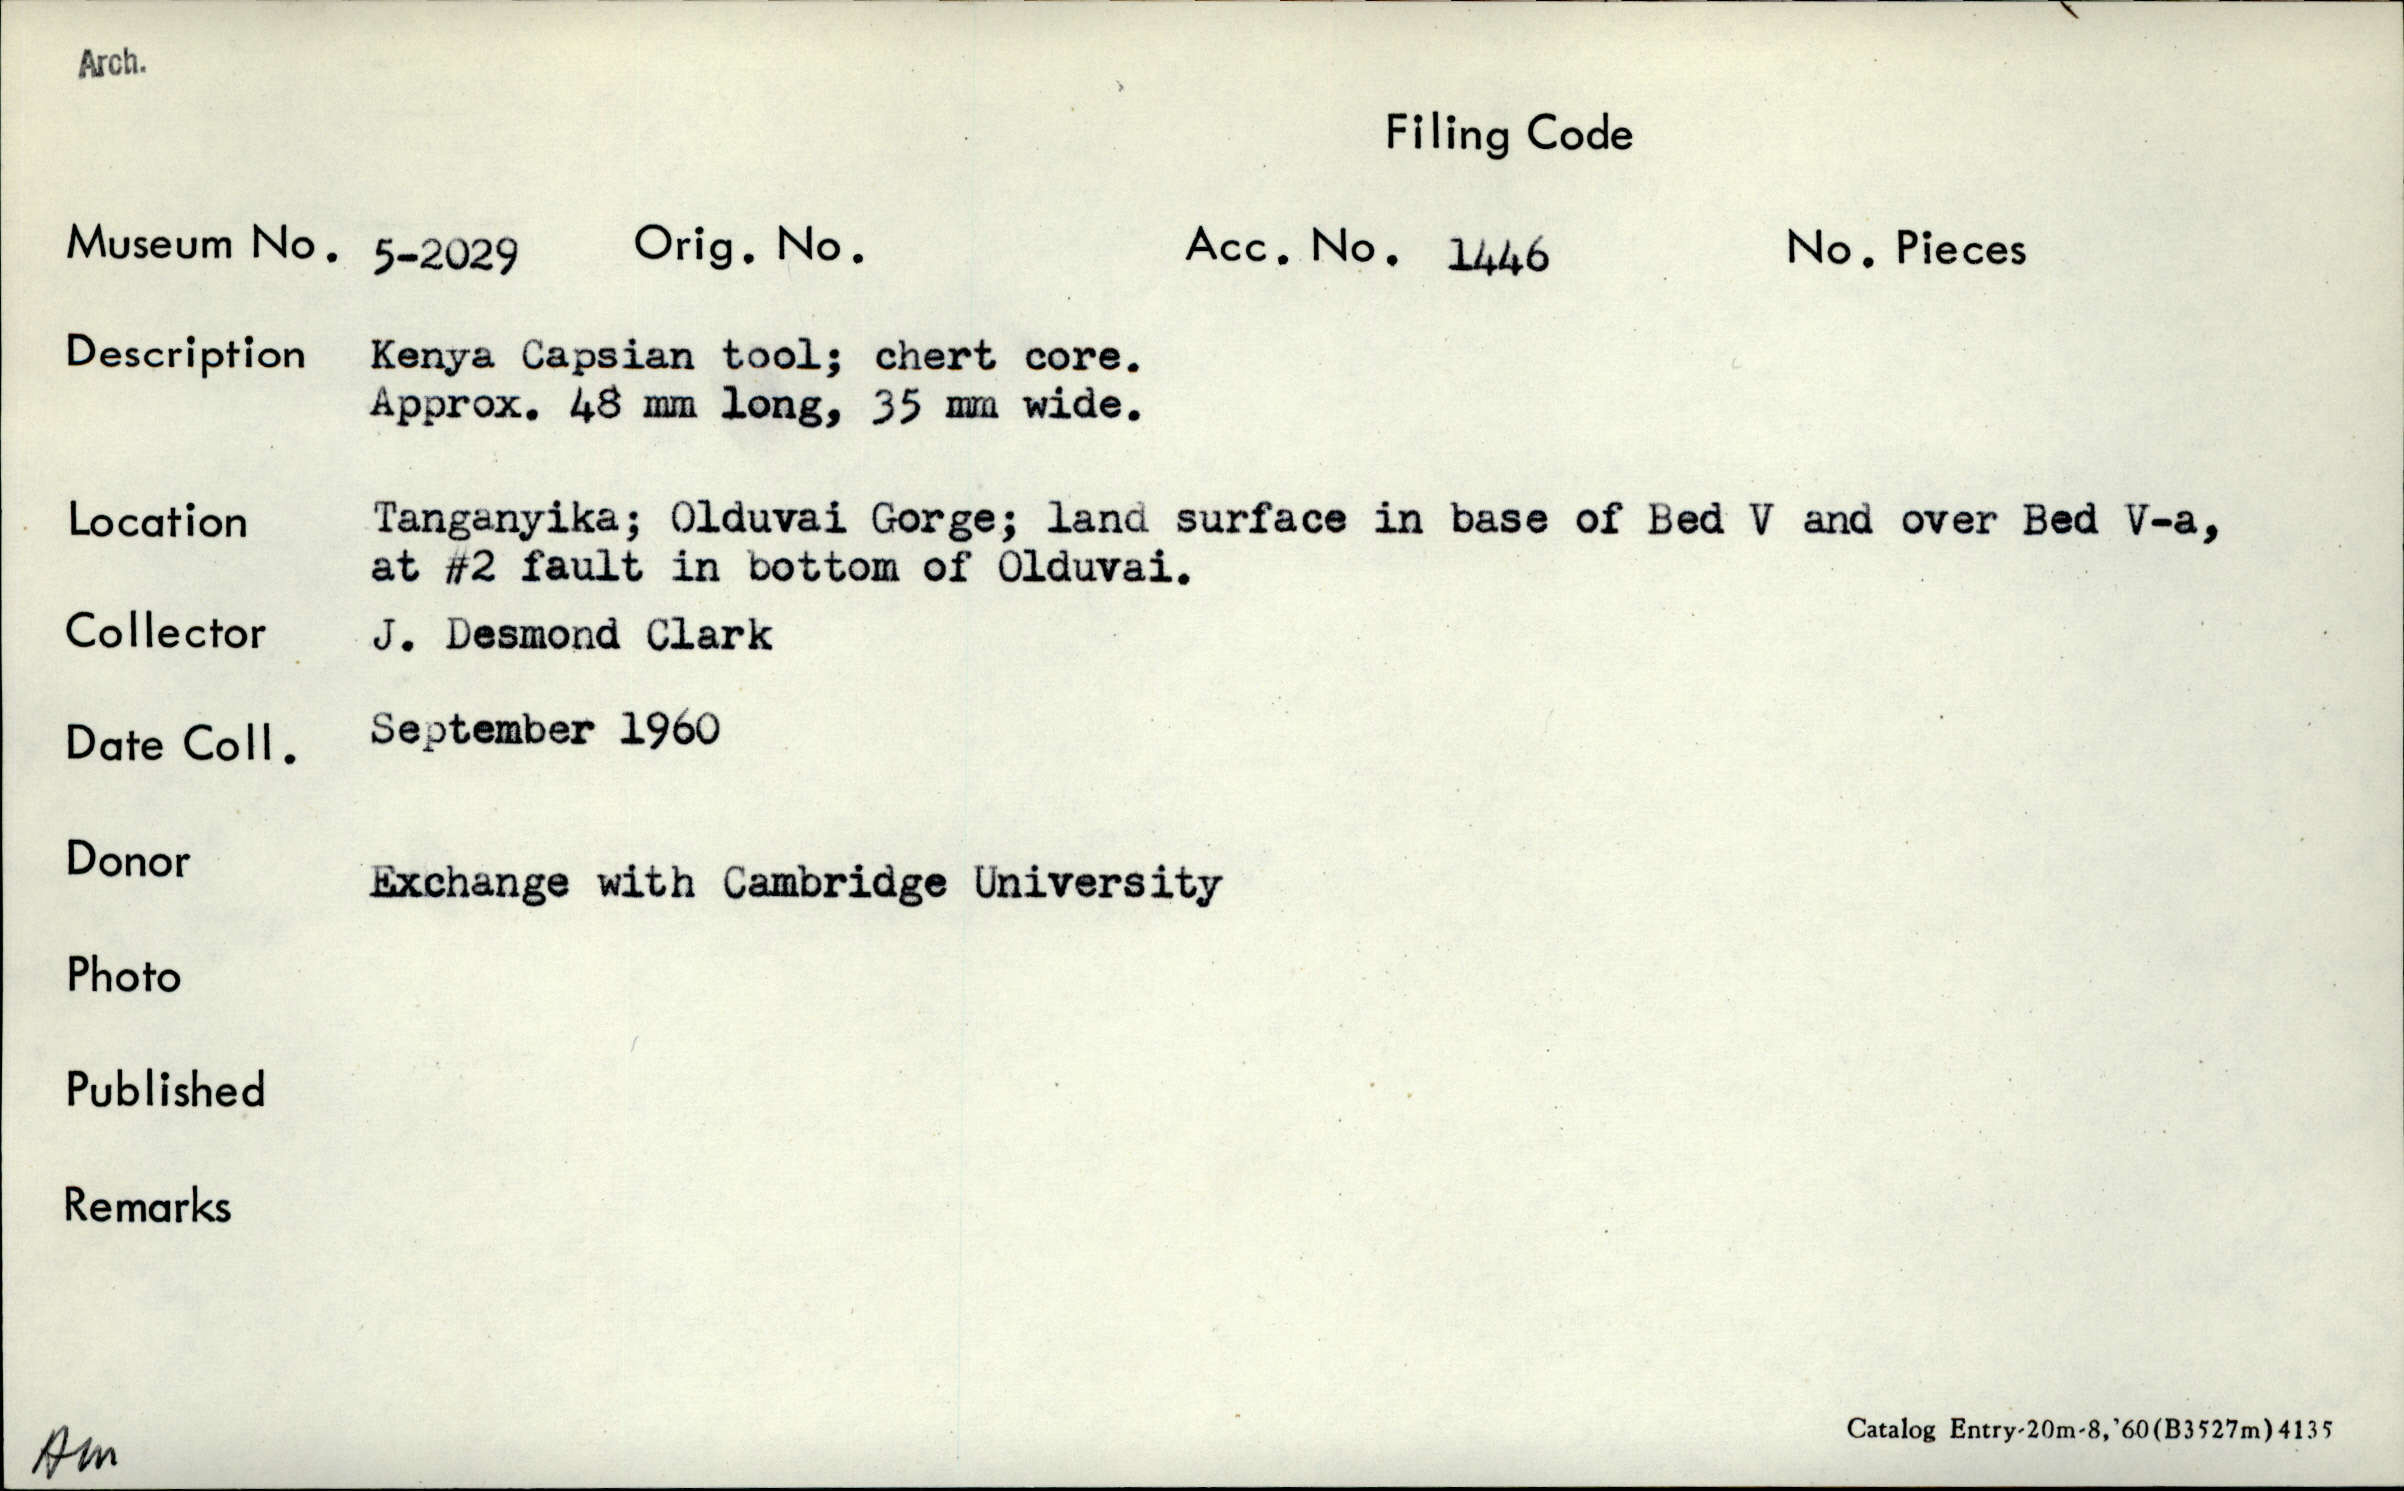 Arch.
Filing Code
Museum No. 5-2029 Orig. No. Acc. No. 1446 No. Pieces
Description Kenya Capsian tool; chert core.
Approx. 48 mm long, 35 mm wide.
Location Tanganyika; Olduvai Gorge; land surface in base of Bed V and over Bed V-a,
at #2 fault in bottom of Olduvai.
Collector J. Desmond Clark
Date Coll. September 1960
Donor Exchange with Cambridge University
Photo
Published
Remarks
Catalog Entry-20m-8,'60(B3527m)4135